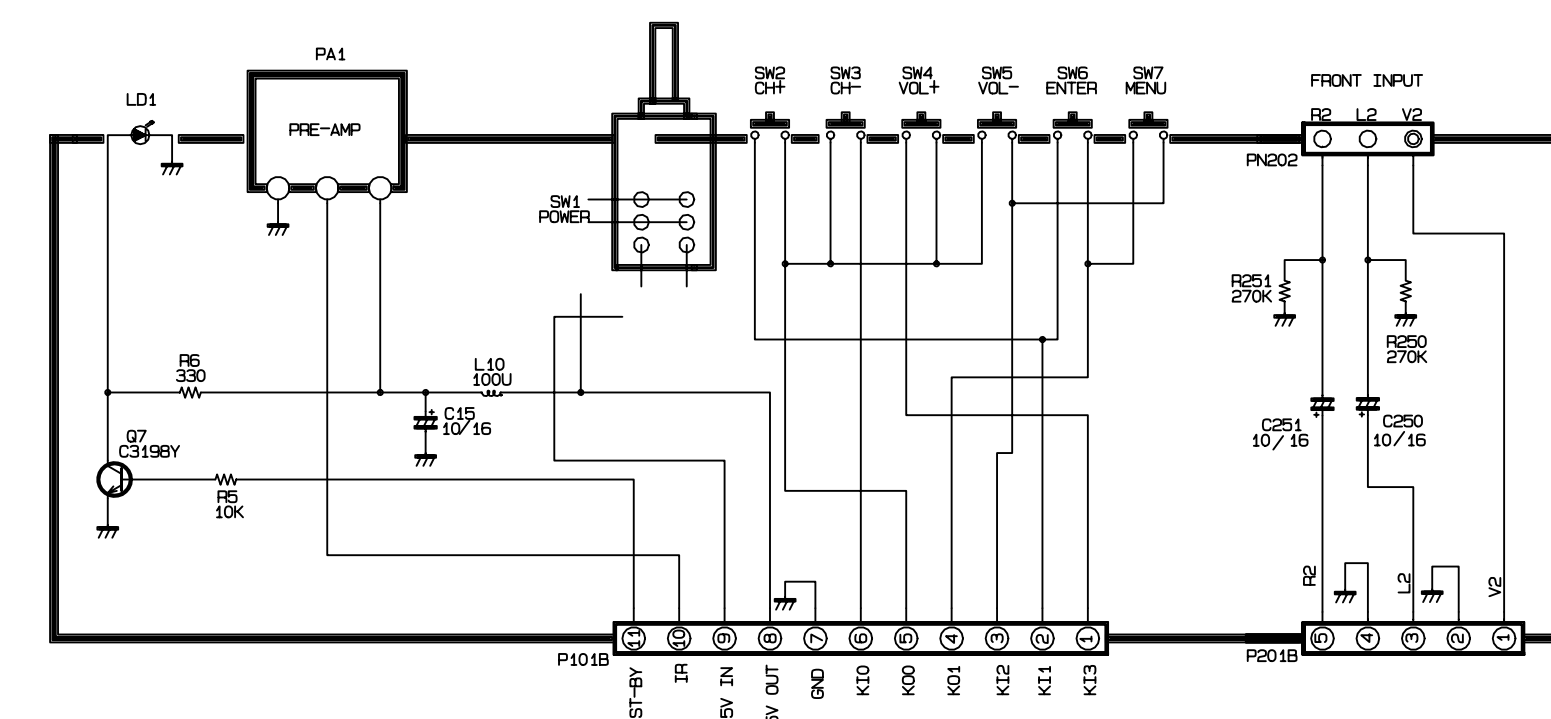 PA1
LD1
PRE-AMP
SW1
POWER
SW2
CH+
SW3
CH-
SW4
VOL+
SW5
VOL-
SW6
ENTER
SW7
MENU
FRONT INPUT
R2
L2
V2
PN202
R251
270K
R250
270K
R6
330
L10
100U
C15
10/16
+
Q7
C3198Y
R5
10K
C251
10/16
+
C250
10/16
+
R2
L2
V2
P101B
11
10
9
8
7
6
5
4
3
2
1
ST-BY
IR
5V IN
5V OUT
GND
KI0
KO0
KO1
KI2
KI1
KI3
P201B
5
4
3
2
1